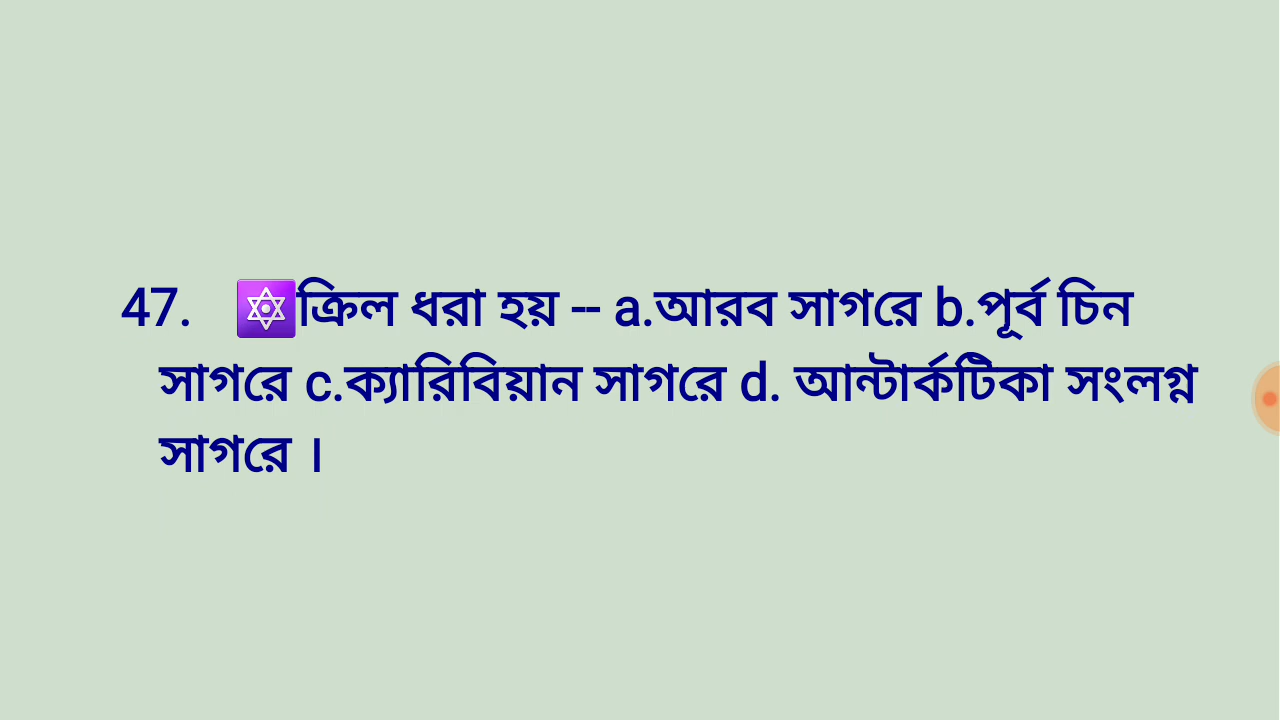 47. 🔯ক্রিল ধরা হয় -- a.আরব সাগরে b.পূর্ব চিন
সাগরে c.ক্যারিবিয়ান সাগরে d. আন্টার্কটিকা সংলগ্ন
সাগরে ।